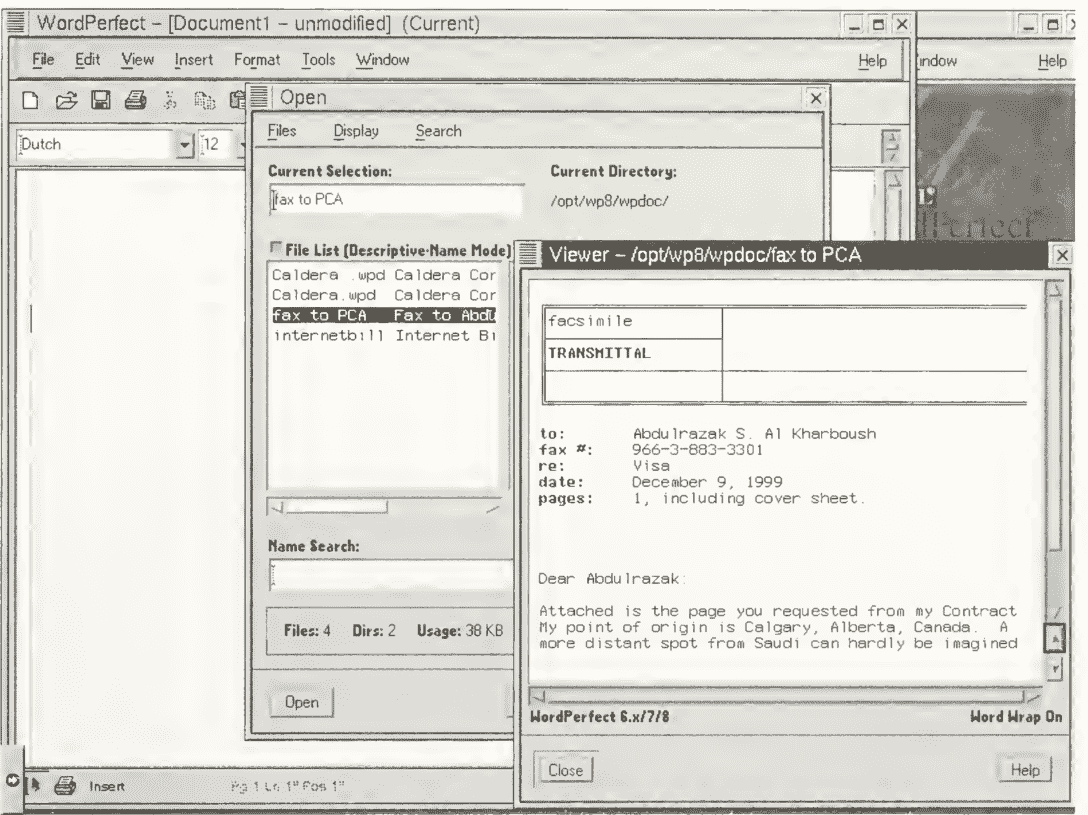 WordPerfect – [Document1 – unmodified] (Current)
File Edit View Insert Format Tools Window Help
indow Help
Dutch 12
Open
Files Display Search
Current Selection: Current Directory:
fax to PCA /opt/wp8/wpdoc/
File List (Descriptive-Name Mode)
Caldera .wpd Caldera Cor
Caldera.wpd Caldera Cor
fax to PCA Fax to Abdu
internetbill Internet Bi
Name Search:
Files: 4 Dirs: 2 Usage: 38 KB
Open
Viewer – /opt/wp8/wpdoc/fax to PCA
facsimile
TRANSMITTAL
to: Abdulrazak S. Al Kharboush
fax #: 966-3-883-3301
re: Visa
date: December 9, 1999
pages: 1, including cover sheet.
Dear Abdulrazak:
Attached is the page you requested from my Contract
My point of origin is Calgary, Alberta, Canada. A
more distant spot from Saudi can hardly be imagined
WordPerfect 6.x/7/8 Word Wrap On
Close Help
Insert Pg 1 Ln 1" Pos 1"